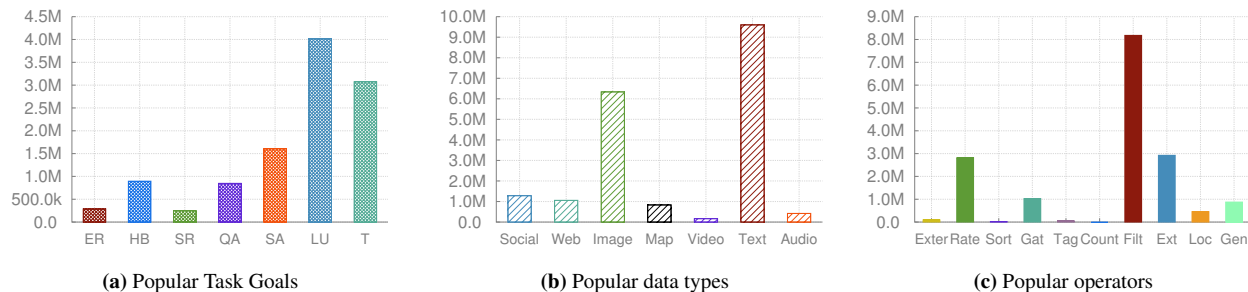 4.5M
4.0M
3.5M
3.0M
2.5M
2.0M
1.5M
1.0M
500.0k
0.0
ER HB SR QA SA LU T
(a) Popular Task Goals
10.0M
9.0M
8.0M
7.0M
6.0M
5.0M
4.0M
3.0M
2.0M
1.0M
0.0
Social Web Image Map Video Text Audio
(b) Popular data types
9.0M
8.0M
7.0M
6.0M
5.0M
4.0M
3.0M
2.0M
1.0M
0.0
Exter Rate Sort Gat Tag Count Filt Ext Loc Gen
(c) Popular operators